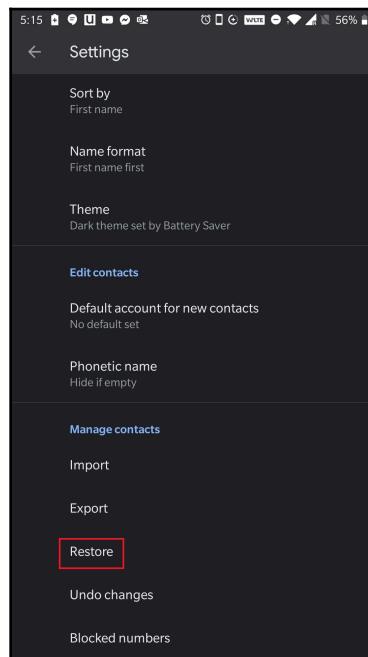 5:15
VoLTE
56%
Settings
Sort by
First name
Name format
First name first
Theme
Dark theme set by Battery Saver
Edit contacts
Default account for new contacts
No default set
Phonetic name
Hide if empty
Manage contacts
Import
Export
Restore
Undo changes
Blocked numbers